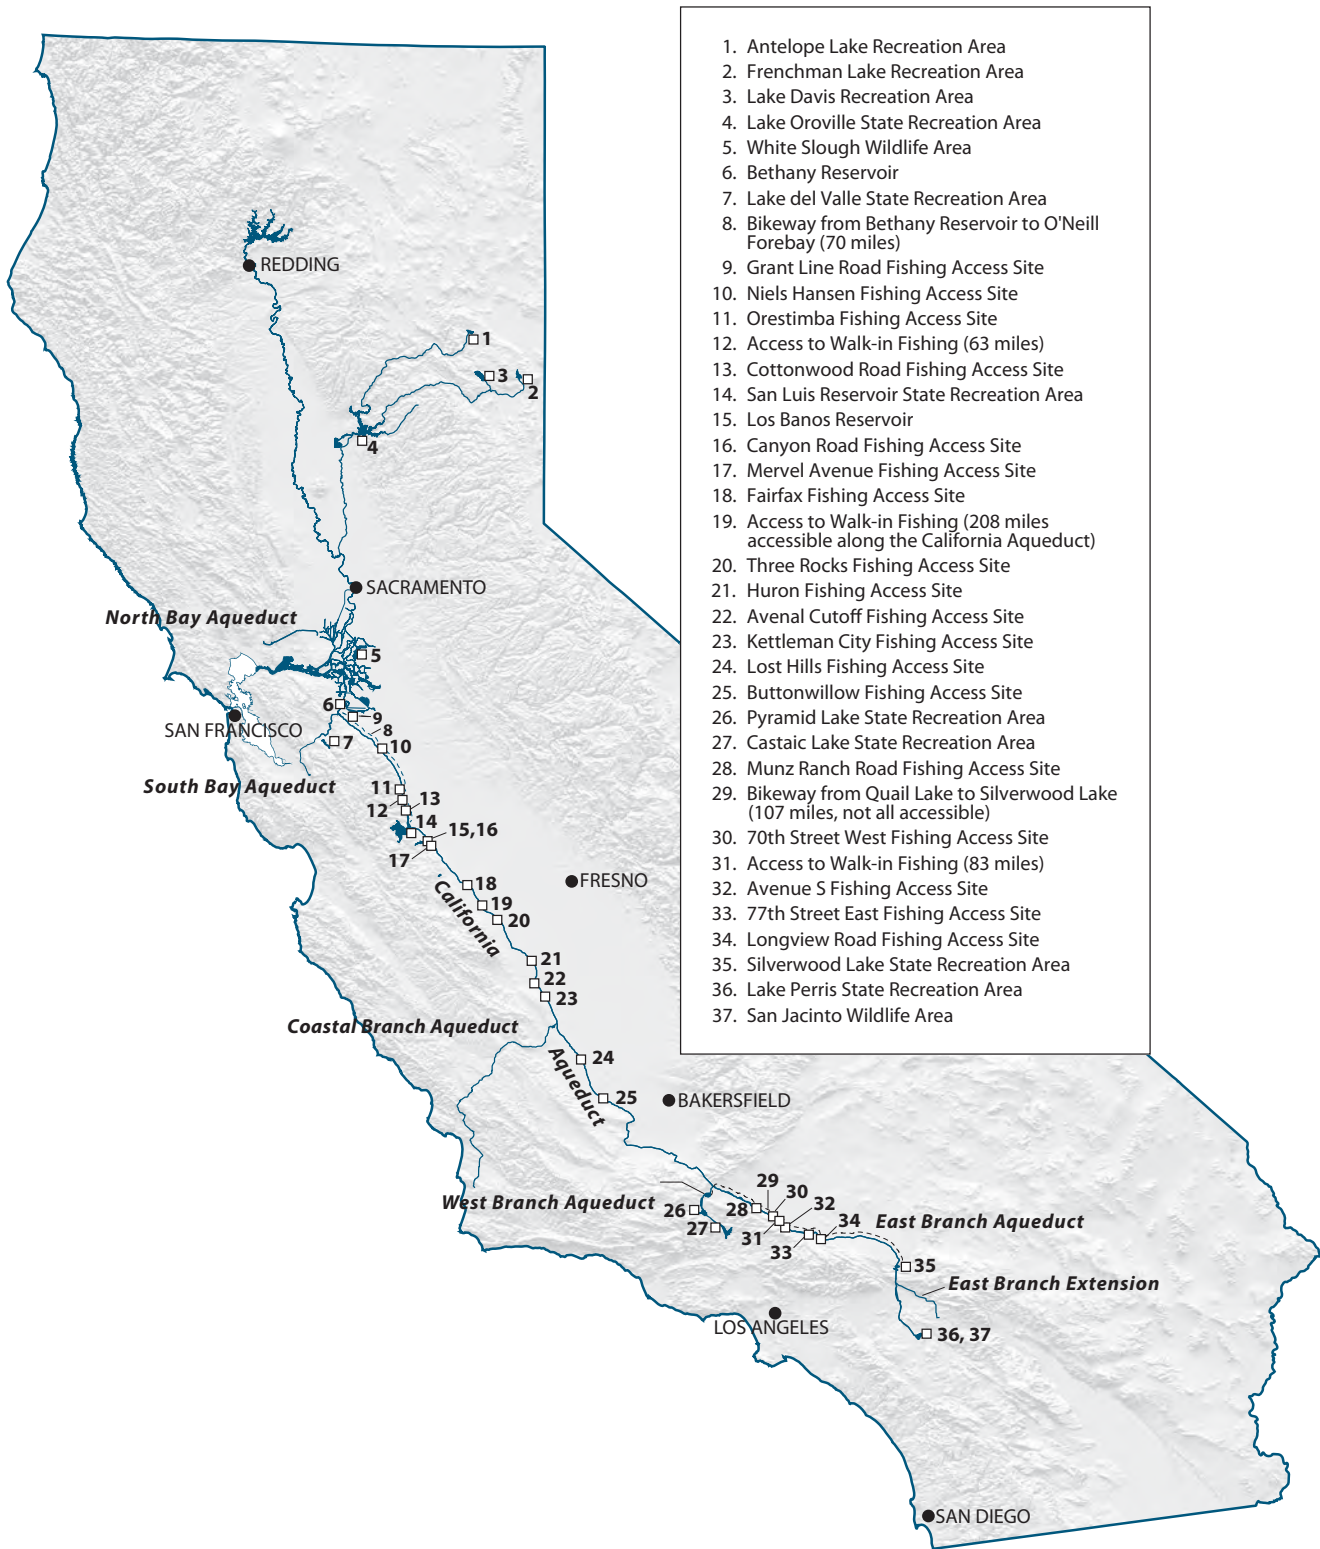 1. Antelope Lake Recreation Area
2. Frenchman Lake Recreation Area
3. Lake Davis Recreation Area
4. Lake Oroville State Recreation Area
5. White Slough Wildlife Area
6. Bethany Reservoir
7. Lake del Valle State Recreation Area
8. Bikeway from Bethany Reservoir to O'Neill
Forebay (70 miles)
9. Grant Line Road Fishing Access Site
10. Niels Hansen Fishing Access Site
11. Orestimba Fishing Access Site
12. Access to Walk-in Fishing (63 miles)
13. Cottonwood Road Fishing Access Site
14. San Luis Reservoir State Recreation Area
15. Los Banos Reservoir
16. Canyon Road Fishing Access Site
17. Mervel Avenue Fishing Access Site
18. Fairfax Fishing Access Site
19. Access to Walk-in Fishing (208 miles
accessible along the California Aqueduct)
20. Three Rocks Fishing Access Site
21. Huron Fishing Access Site
22. Avenal Cutoff Fishing Access Site
23. Kettleman City Fishing Access Site
24. Lost Hills Fishing Access Site
25. Buttonwillow Fishing Access Site
26. Pyramid Lake State Recreation Area
27. Castaic Lake State Recreation Area
28. Munz Ranch Road Fishing Access Site
29. Bikeway from Quail Lake to Silverwood Lake
(107 miles, not all accessible)
30. 70th Street West Fishing Access Site
31. Access to Walk-in Fishing (83 miles)
32. Avenue S Fishing Access Site
33. 77th Street East Fishing Access Site
34. Longview Road Fishing Access Site
35. Silverwood Lake State Recreation Area
36. Lake Perris State Recreation Area
37. San Jacinto Wildlife Area
REDDING
1
3
2
4
SACRAMENTO
North Bay Aqueduct
5
6
9
SAN FRANCISCO
8
7
10
South Bay Aqueduct
11
12
13
14
15,16
17
18
FRESNO
19
20
California
21
22
23
Coastal Branch Aqueduct
24
Aqueduct
25
BAKERSFIELD
29
30
West Branch Aqueduct
26
28
32
27
31
34
East Branch Aqueduct
33
35
East Branch Extension
LOS ANGELES
36, 37
SAN DIEGO